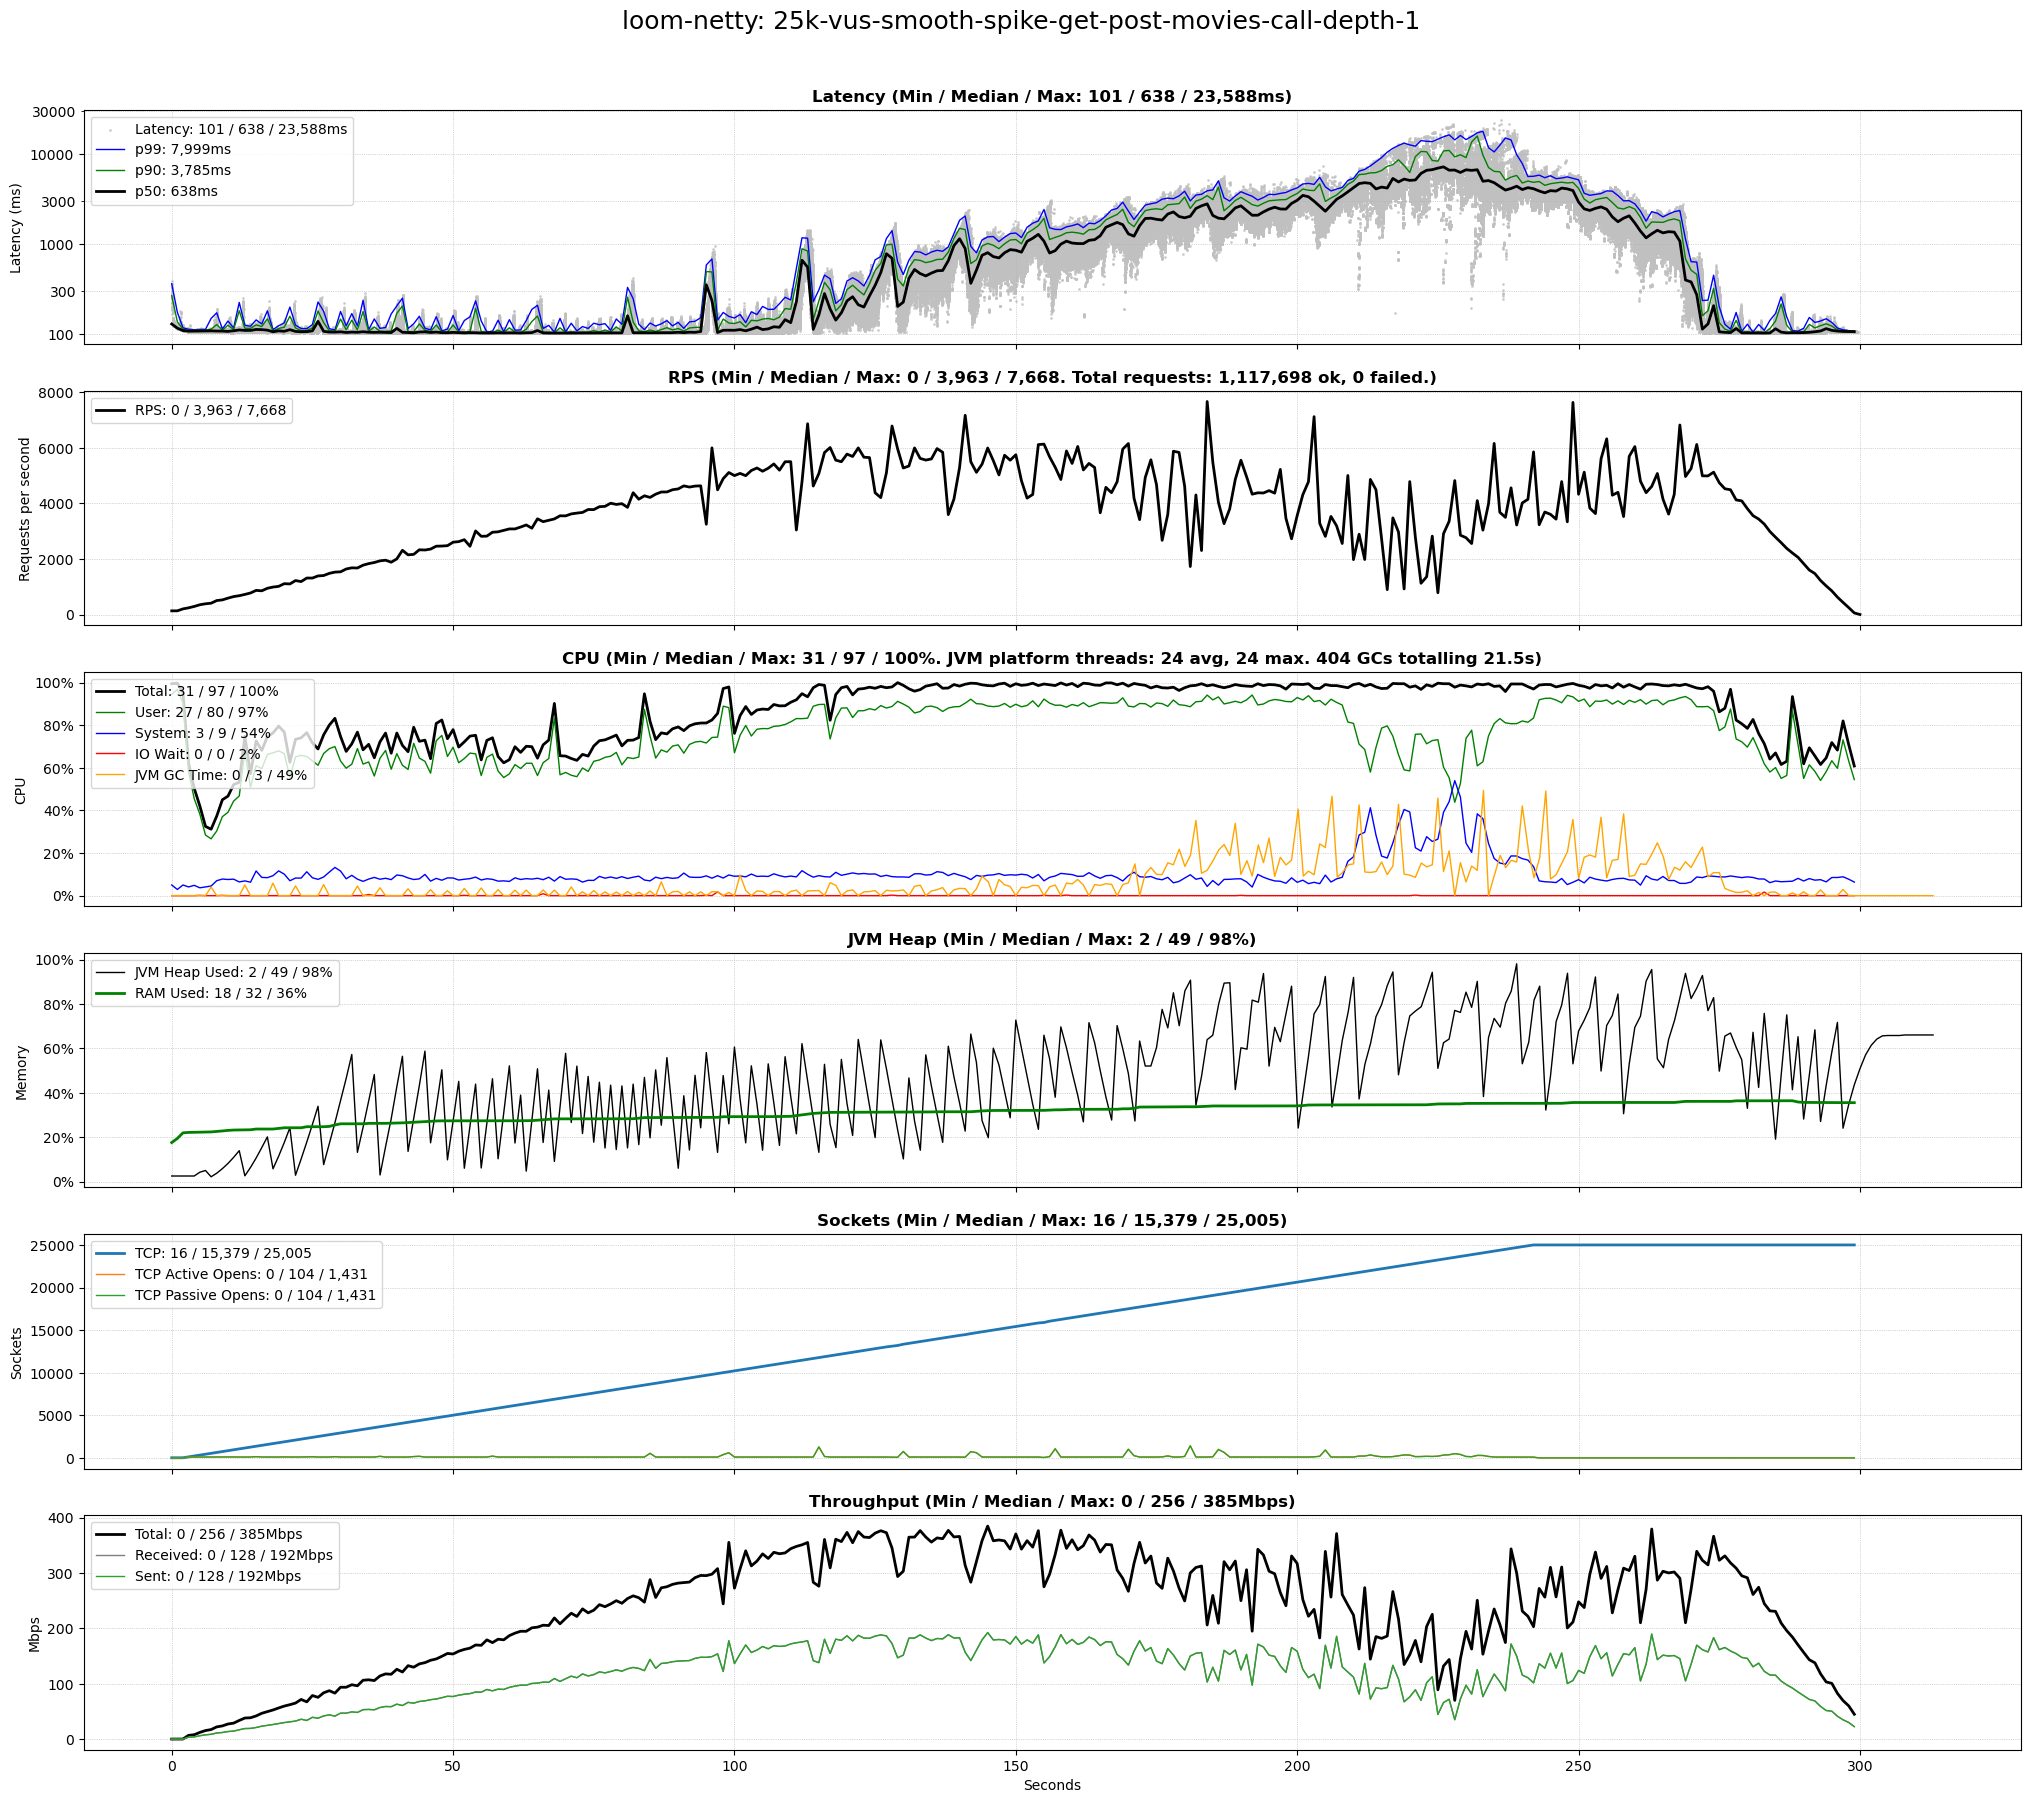 loom-netty: 25k-vus-smooth-spike-get-post-movies-call-depth-1
Latency (Min / Median / Max: 101 / 638 / 23,588ms)
Latency (ms)
30000
10000
3000
1000
300
100
Latency: 101 / 638 / 23,588ms
p99: 7,999ms
p90: 3,785ms
p50: 638ms
RPS (Min / Median / Max: 0 / 3,963 / 7,668. Total requests: 1,117,698 ok, 0 failed.)
Requests per second
8000
6000
4000
2000
0
RPS: 0 / 3,963 / 7,668
CPU (Min / Median / Max: 31 / 97 / 100%. JVM platform threads: 24 avg, 24 max. 404 GCs totalling 21.5s)
CPU
100%
80%
60%
40%
20%
0%
Total: 31 / 97 / 100%
User: 27 / 80 / 97%
System: 3 / 9 / 54%
IO Wait: 0 / 0 / 2%
JVM GC Time: 0 / 3 / 49%
JVM Heap (Min / Median / Max: 2 / 49 / 98%)
Memory
100%
80%
60%
40%
20%
0%
JVM Heap Used: 2 / 49 / 98%
RAM Used: 18 / 32 / 36%
Sockets (Min / Median / Max: 16 / 15,379 / 25,005)
Sockets
25000
20000
15000
10000
5000
0
TCP: 16 / 15,379 / 25,005
TCP Active Opens: 0 / 104 / 1,431
TCP Passive Opens: 0 / 104 / 1,431
Throughput (Min / Median / Max: 0 / 256 / 385Mbps)
Mbps
400
300
200
100
0
Total: 0 / 256 / 385Mbps
Received: 0 / 128 / 192Mbps
Sent: 0 / 128 / 192Mbps
0 50 100 150 200 250 300
Seconds